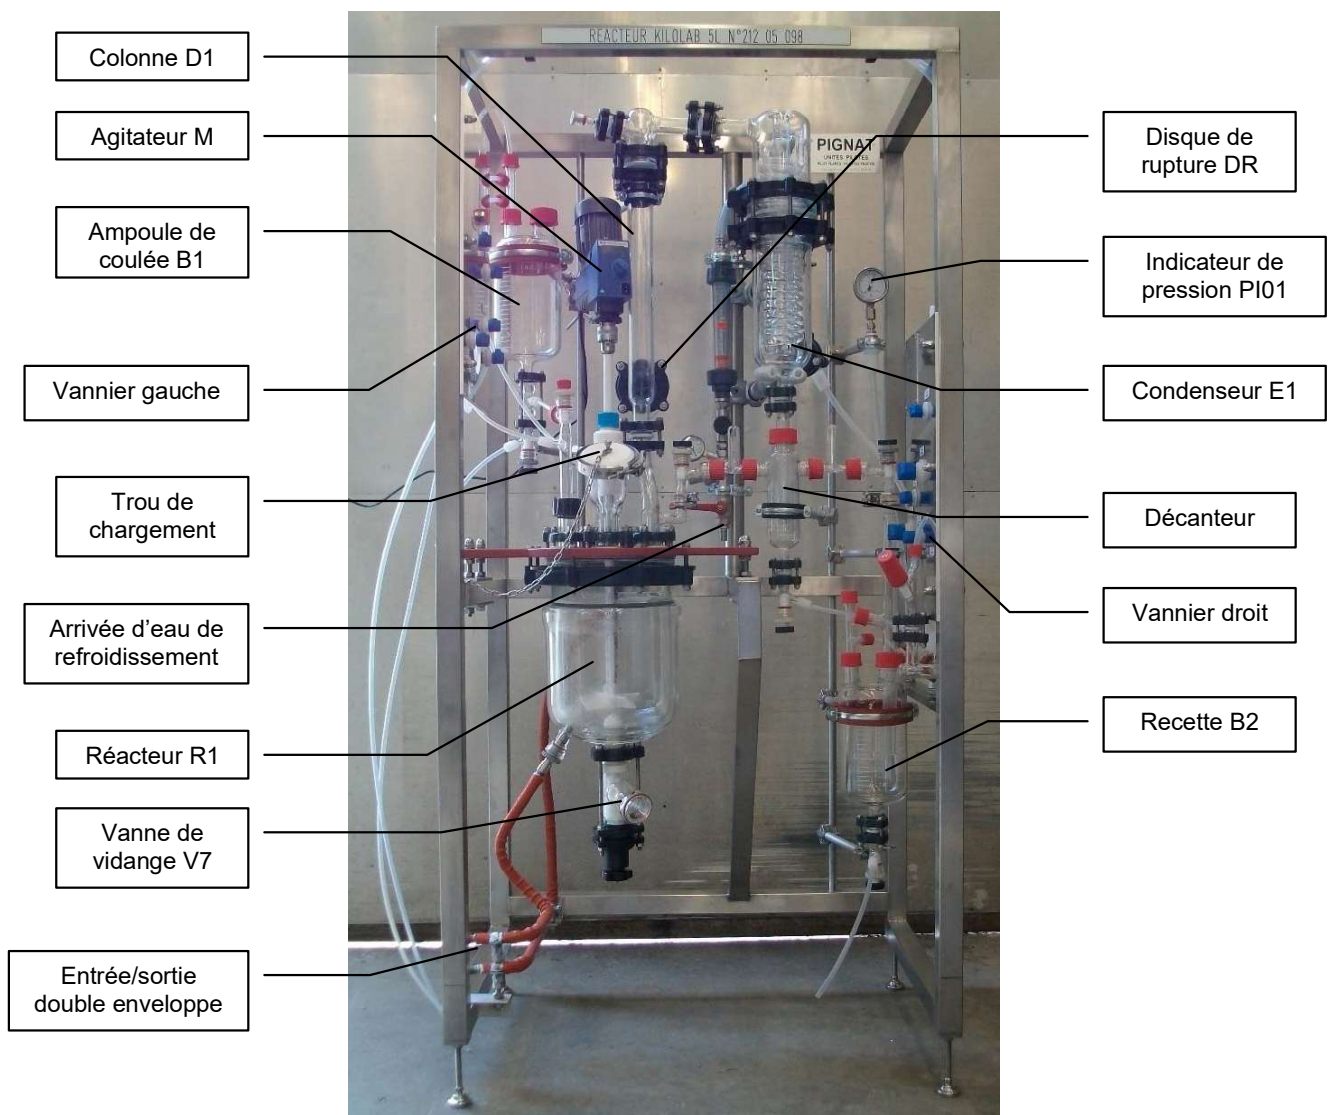 REACTEUR KILOLAB 5L N°212 05 098
Colonne D1
Agitateur M
Ampoule de
coulée B1
Vannier gauche
Trou de
chargement
Arrivée d'eau de
refroidissement
Réacteur R1
Vanne de
vidange V7
Entrée/sortie
double enveloppe
PIGNAT
UNITES PILOTES
Disque de
rupture DR
Indicateur de
pression PI01
Condenseur E1
Décanteur
Vannier droit
Recette B2